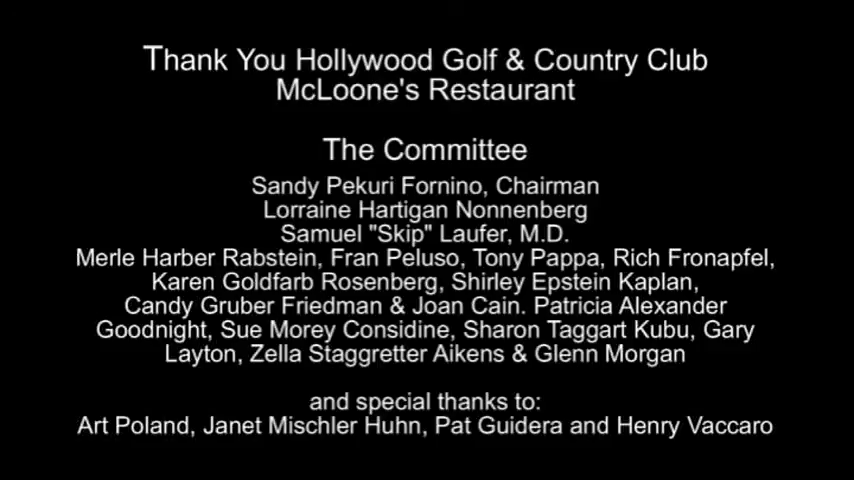 Thank You Hollywood Golf & Country Club
McLoone's Restaurant
The Committee
Sandy Pekuri Fornino, Chairman
Lorraine Hartigan Nonnenberg
Samuel "Skip" Laufer, M.D.
Merle Harber Rabstein, Fran Peluso, Tony Pappa, Rich Fronapfel,
Karen Goldfarb Rosenberg, Shirley Epstein Kaplan,
Candy Gruber Friedman & Joan Cain. Patricia Alexander
Goodnight, Sue Morey Considine, Sharon Taggart Kubu, Gary
Layton, Zella Staggretter Aikens & Glenn Morgan
and special thanks to:
Art Poland, Janet Mischler Huhn, Pat Guidera and Henry Vaccaro